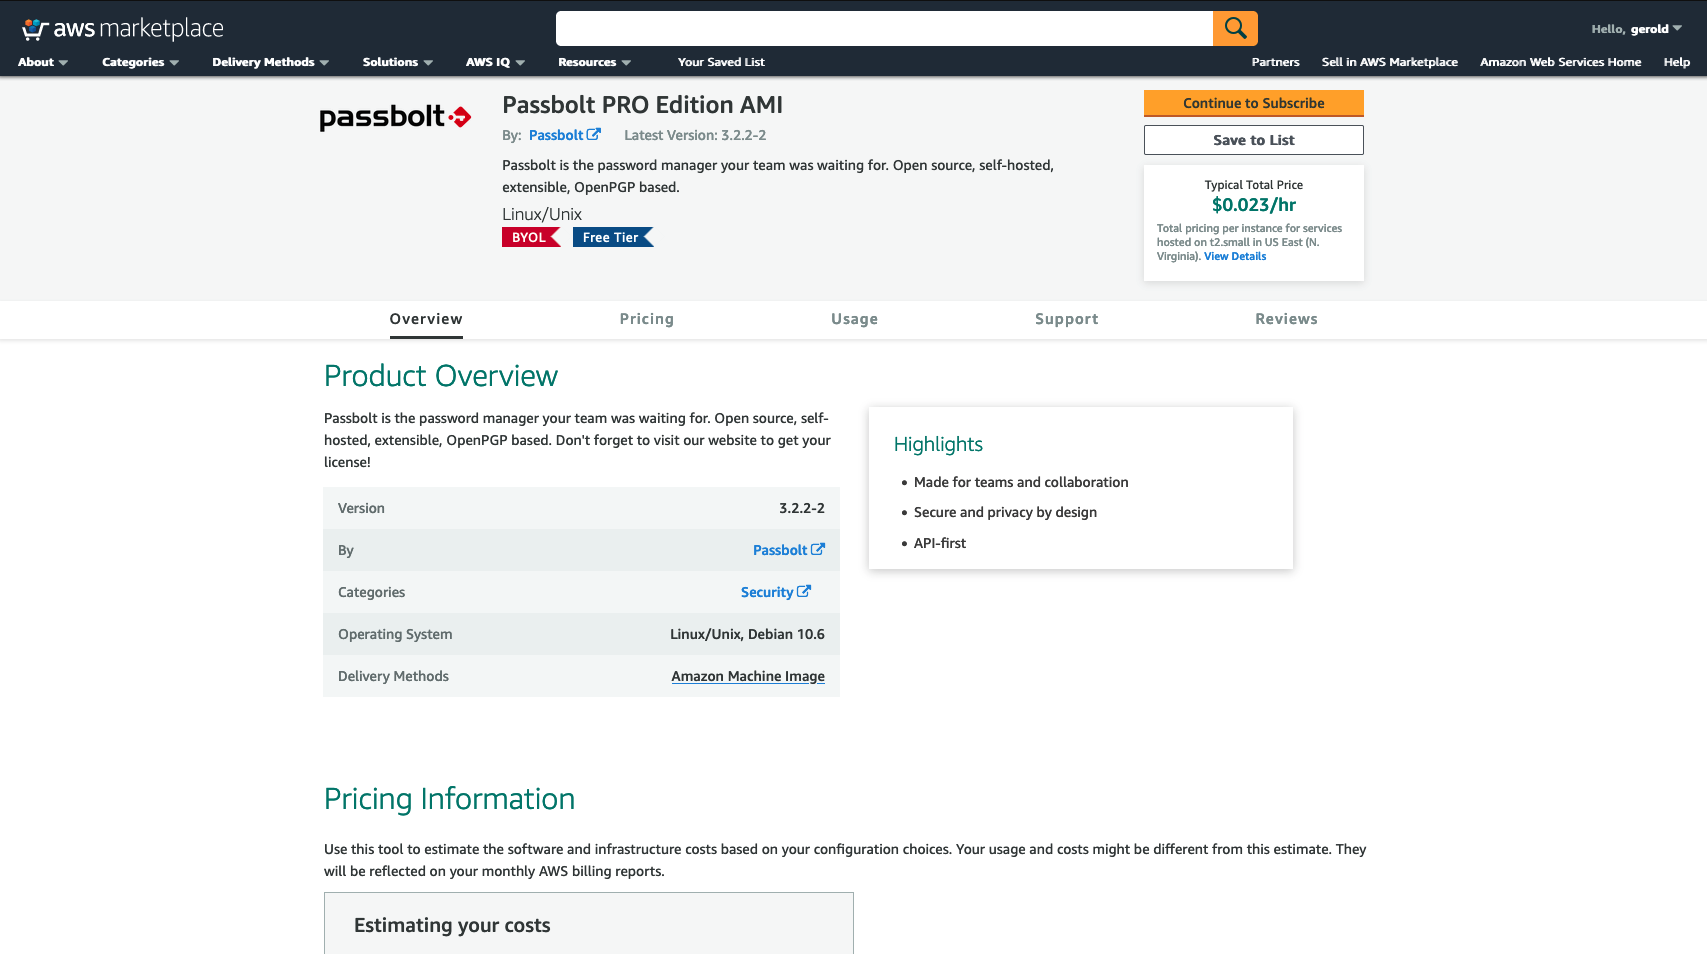 aws marketplace
Hello, gerold
About
Categories
Delivery Methods
Solutions
AWS IQ
Resources
Your Saved List
Partners
Sell in AWS Marketplace
Amazon Web Services Home
Help
passbolt
Passbolt PRO Edition AMI
By: Passbolt
Latest Version: 3.2.2-2
Passbolt is the password manager your team was waiting for. Open source, self-hosted,
extensible, OpenPGP based.
Linux/Unix
BYOL
Free Tier
Continue to Subscribe
Save to List
Typical Total Price
$0.023/hr
Total pricing per instance for services
hosted on t2.small in US East (N.
Virginia). View Details
Overview
Pricing
Usage
Support
Reviews
Product Overview
Passbolt is the password manager your team was waiting for. Open source, self-
hosted, extensible, OpenPGP based. Don't forget to visit our website to get your
license!
Version 3.2.2-2
By Passbolt
Categories Security
Operating System Linux/Unix, Debian 10.6
Delivery Methods Amazon Machine Image
Highlights
• Made for teams and collaboration
• Secure and privacy by design
• API-first
Pricing Information
Use this tool to estimate the software and infrastructure costs based on your configuration choices. Your usage and costs might be different from this estimate. They
will be reflected on your monthly AWS billing reports.
Estimating your costs